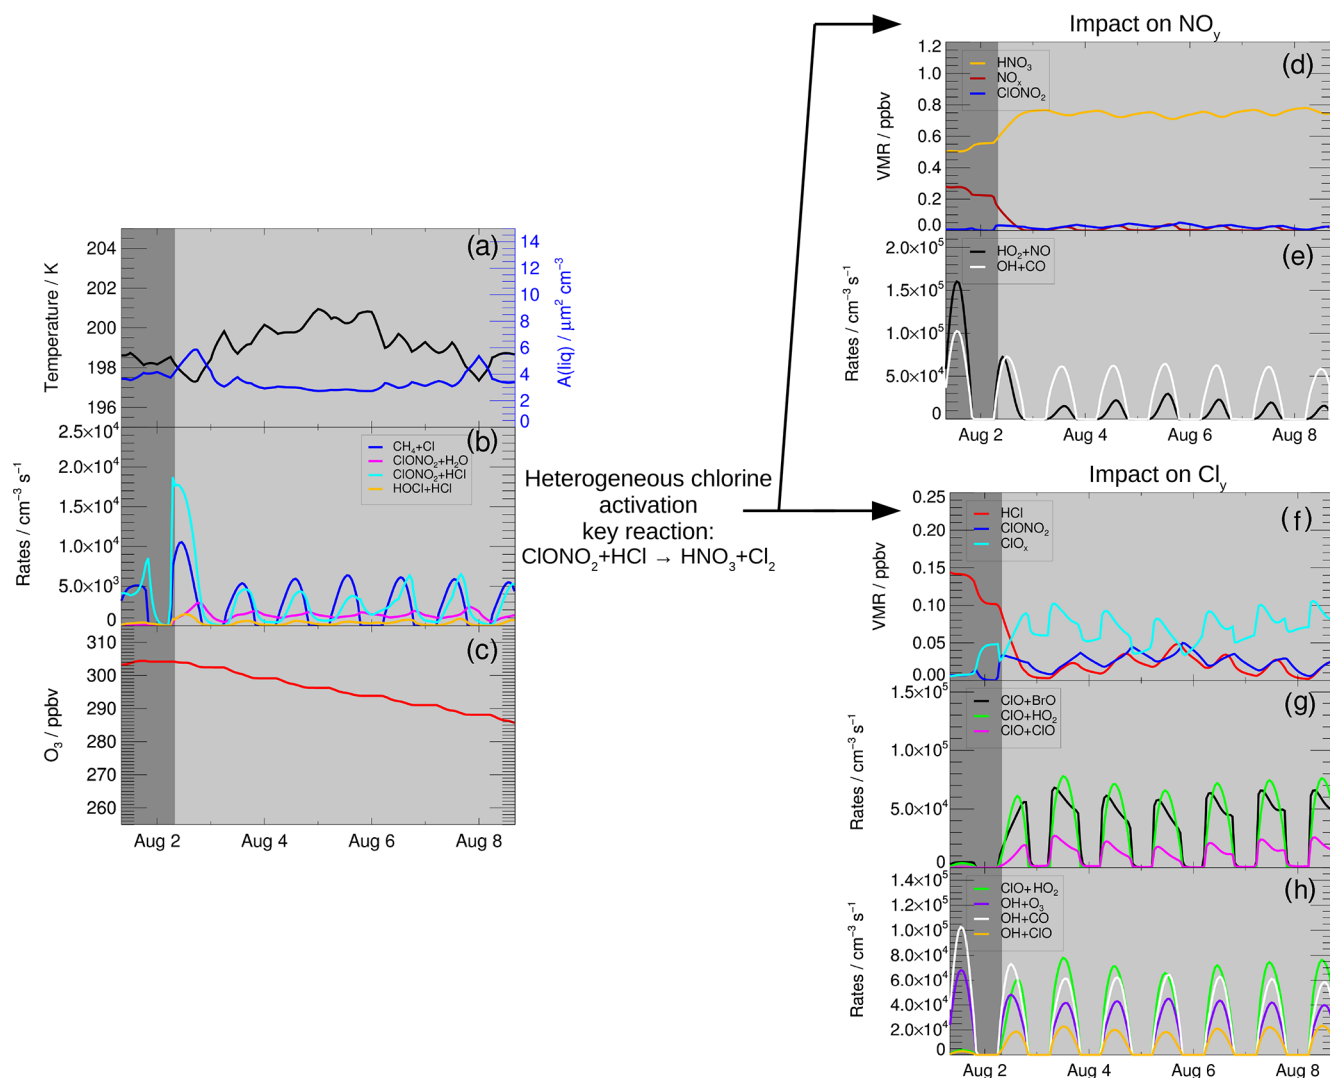 Impact on NOy
(d)
HNO3
NOx
ClONO2
VMR / ppbv
1.2
1.0
0.8
0.6
0.4
0.2
0.0
(e)
HO2+NO
OH+CO
Rates / cm−3 s−1
2.0×10^5
1.5×10^5
1.0×10^5
5.0×10^4
0
Aug 2
Aug 4
Aug 6
Aug 8
(a)
Temperature / K
204
202
200
198
196
A(liq) / μm2 cm−3
14
12
10
8
6
4
2
0
(b)
CH4+Cl
ClONO2+H2O
ClONO2+HCl
HOCl+HCl
Rates / cm−3 s−1
2.5×10^4
2.0×10^4
1.5×10^4
1.0×10^4
5.0×10^3
0
(c)
O3 / ppbv
310
300
290
280
270
260
Aug 2
Aug 4
Aug 6
Aug 8
Heterogeneous chlorine
activation
key reaction:
ClONO2+HCl → HNO3+Cl2
Impact on Cly
(f)
HCl
ClONO2
ClOx
VMR / ppbv
0.25
0.20
0.15
0.10
0.05
0.00
(g)
ClO+BrO
ClO+HO2
ClO+ClO
Rates / cm−3 s−1
1.5×10^5
1.0×10^5
5.0×10^4
0
(h)
ClO+HO2
OH+O3
OH+CO
OH+ClO
Rates / cm−3 s−1
1.4×10^5
1.2×10^5
1.0×10^5
8.0×10^4
6.0×10^4
4.0×10^4
2.0×10^4
0
Aug 2
Aug 4
Aug 6
Aug 8